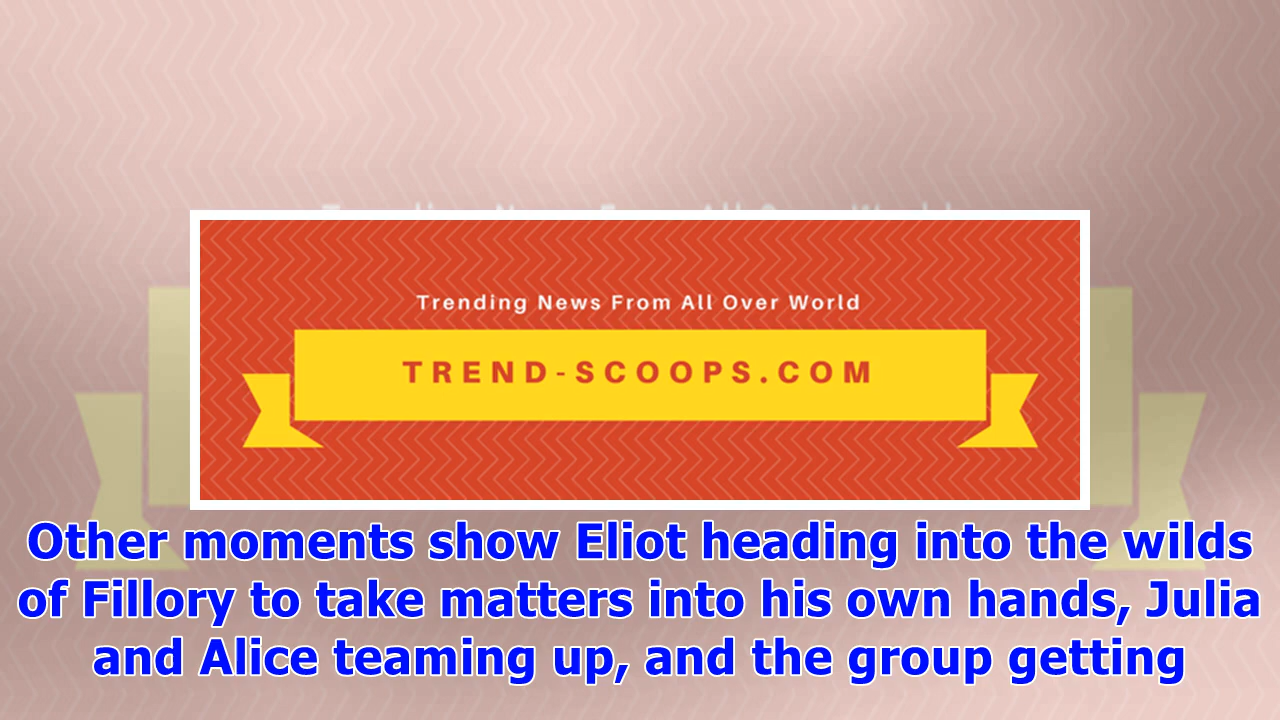 Trending News From All Over World
TREND-SCOOPS.COM
Other moments show Eliot heading into the wilds
of Fillory to take matters into his own hands, Julia
and Alice teaming up, and the group getting